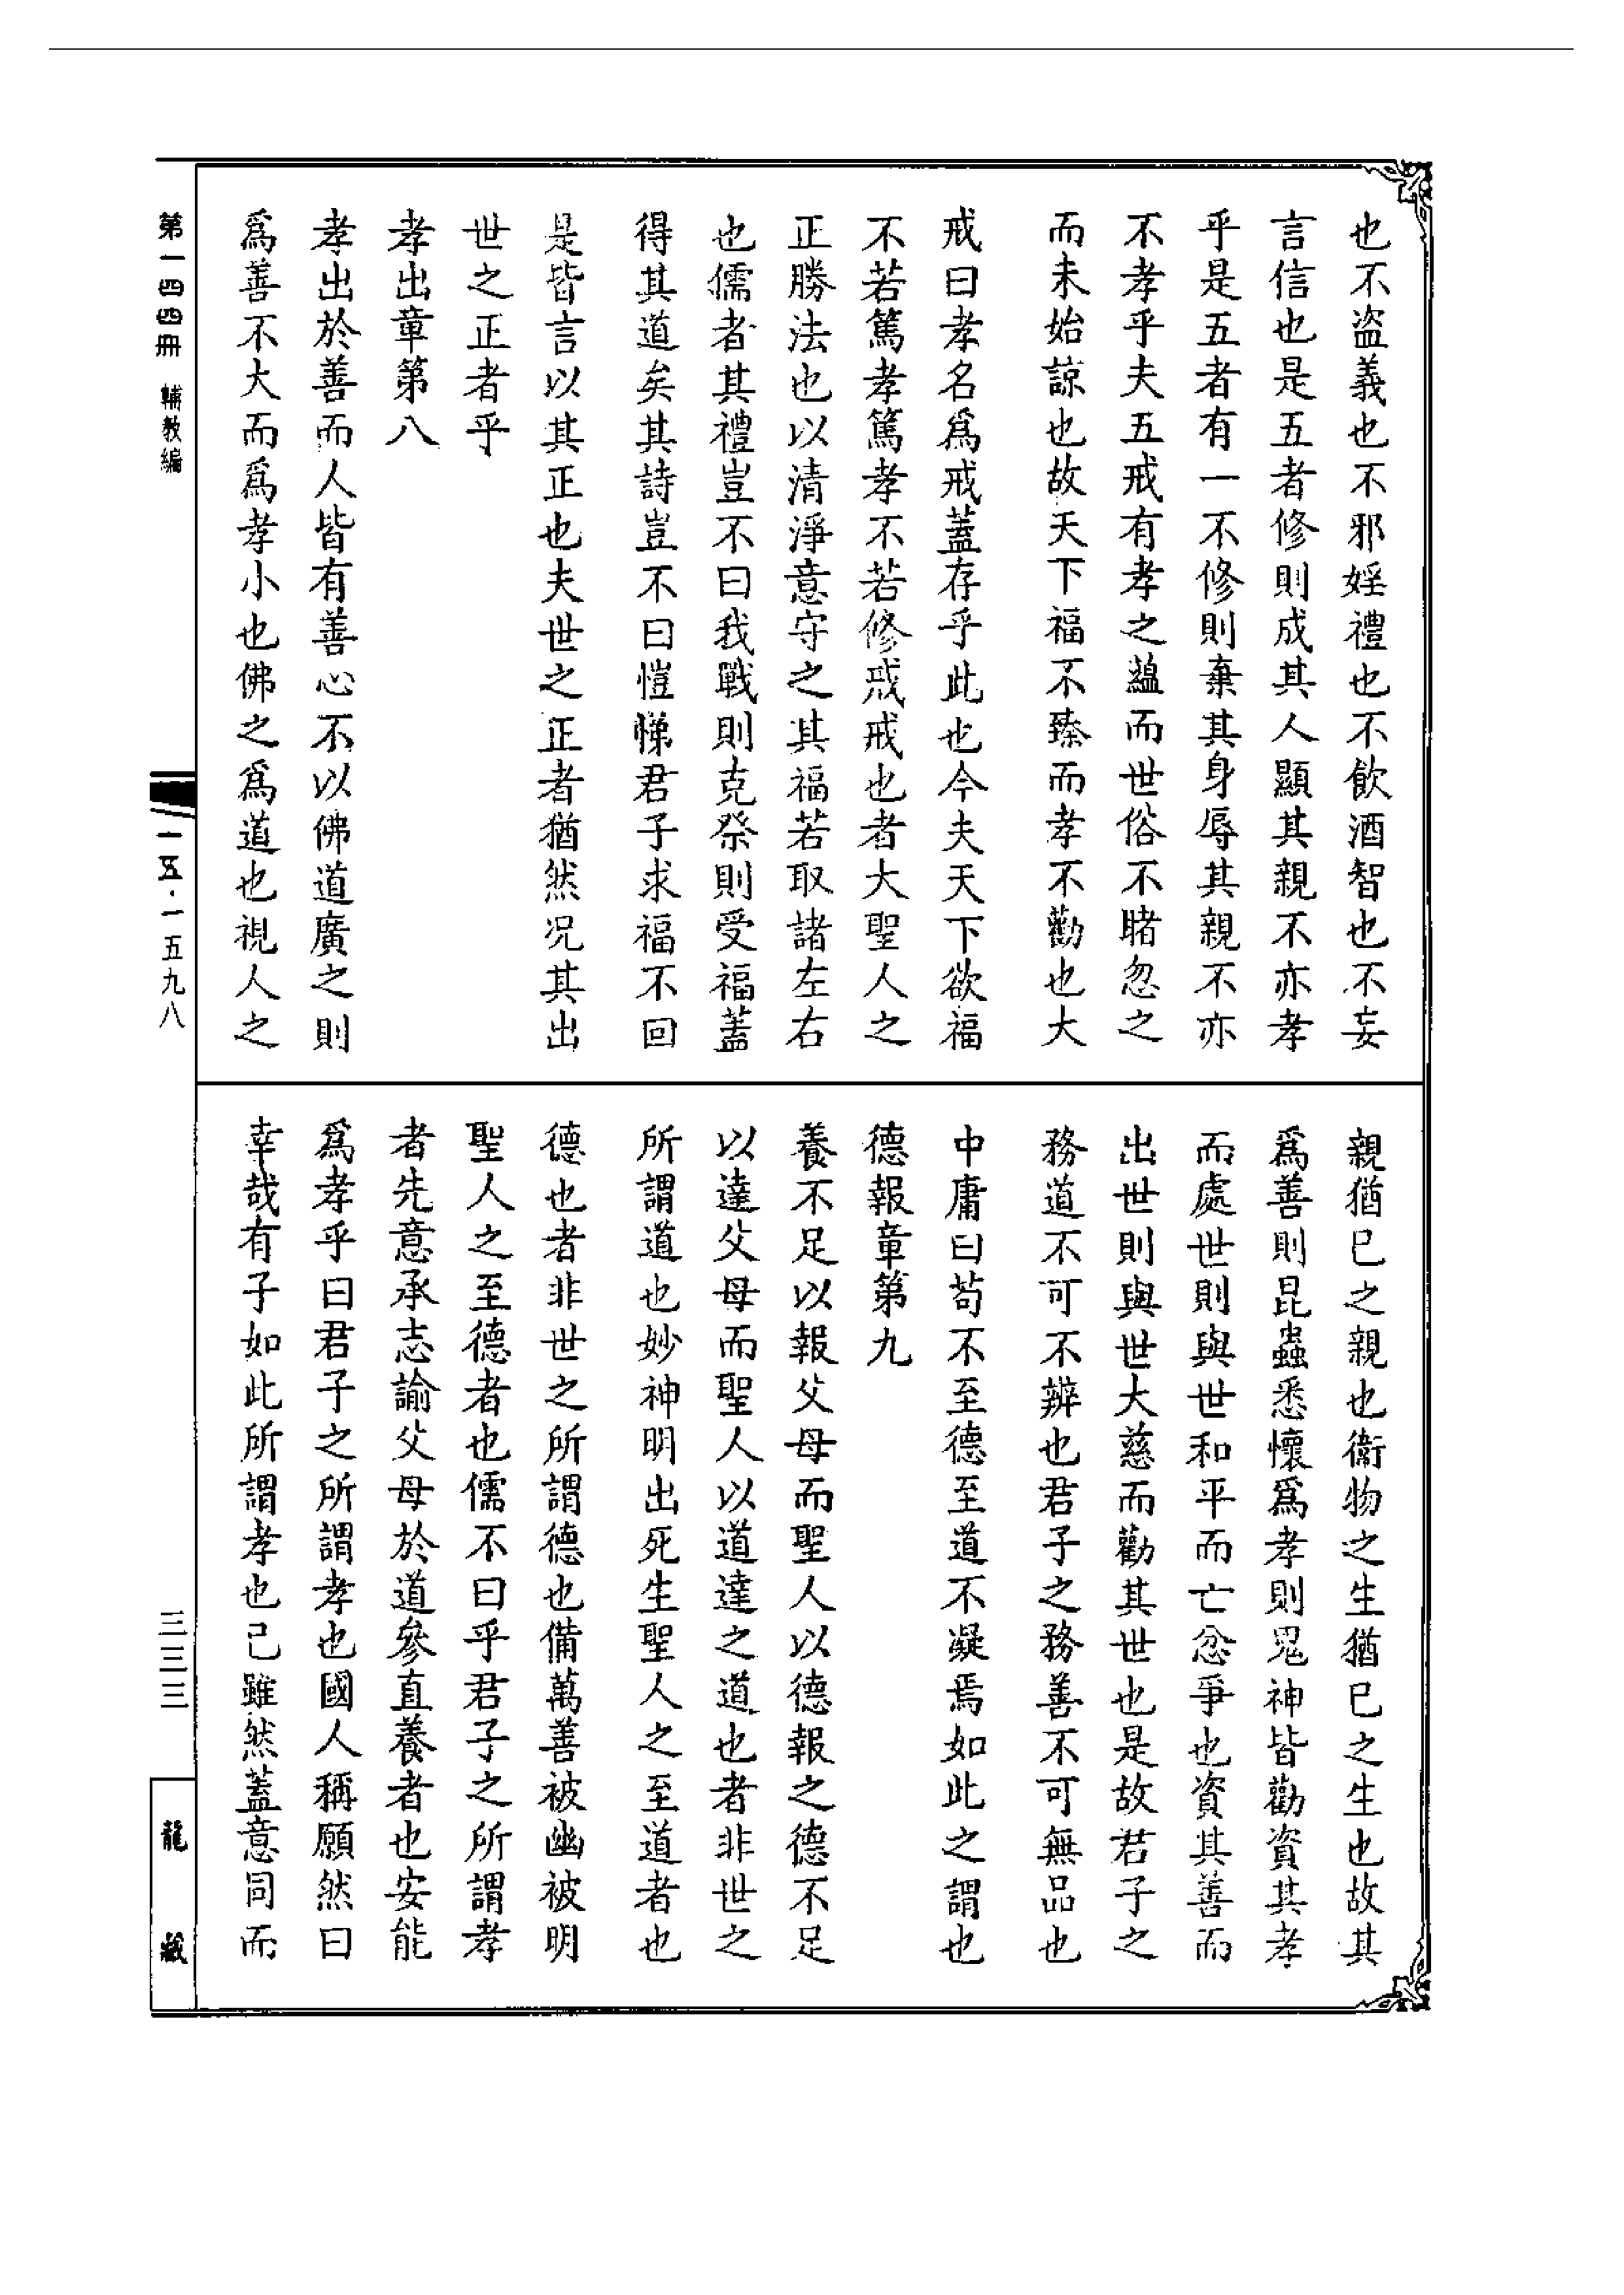 也不盗義也不邪婬禮也不飲酒智也不妄
言信也是五者修則成其人顯其親不亦孝
乎是五者有一不修則棄其身辱其親不亦
不孝乎夫五戒有孝之蘊而世俗不睹忽之
而未始諒也故天下福不臻而孝不勸也大
戒曰孝名爲戒蓋存乎此也今夫天下欲福
不若篤孝篤孝不若修戒戒也者大聖人之
正勝法也以清淨意守之其福若取諸左右
也儒者其禮豈不曰我戰則克祭則受福蓋
得其道矣其詩豈不曰愷悌君子求福不回
是皆言以其正也夫世之正者猶然况其出
世之正者乎
孝出章第八
孝出於善而人皆有善心不以佛道廣之則
爲善不大而爲孝小也佛之爲道也視人之
親猶巳之親也衞物之生猶巳之生也故其
爲善則昆蟲悉懷爲孝則鬼神皆勸資其孝
而處世則與世和平而亡忿爭也資其善而
出世則與世大慈而勸其世也是故君子之
務道不可不辨也君子之務善不可無品也
中庸曰苟不至德至道不凝焉如此之謂也
德報章第九
養不足以報父母而聖人以德報之德不足
以達父母而聖人以道達之道也者非世之
所謂道也妙神明出死生聖人之至道者也
德也者非世之所謂德也備萬善被幽被明
聖人之至德者也儒不曰乎君子之所謂孝
者先意承志諭父母於道參直養者也安能
爲孝乎曰君子之所謂孝也國人稱願然曰
幸哉有子如此所謂孝也已雖然蓋意同而
第一四四冊 輔教編
一五·一五九八
三三三
龍藏